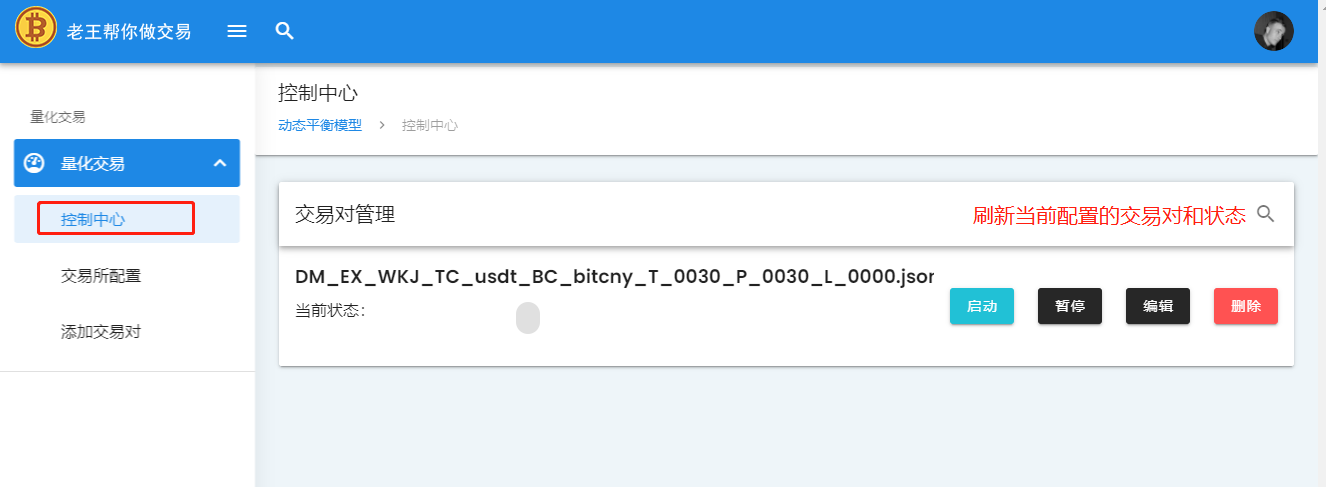 老王帮你做交易
量化交易
量化交易
控制中心
交易所配置
添加交易对
控制中心
动态平衡模型 > 控制中心
交易对管理
刷新当前配置的交易对和状态
DM_EX_WKJ_TC_usdt_BC_bitcny_T_0030_P_0030_L_0000.json
当前状态：
启动 暂停 编辑 删除